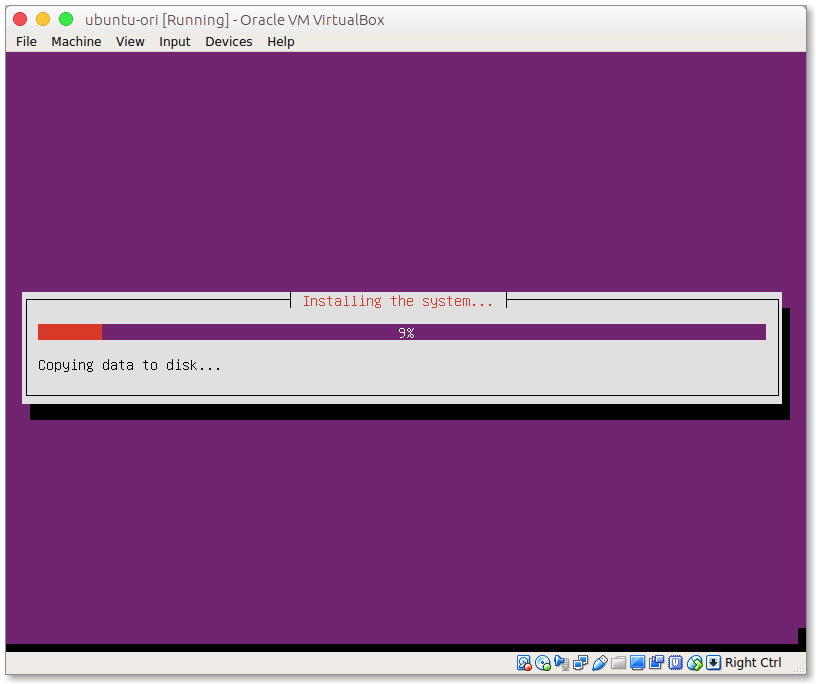 ubuntu-ori [Running] - Oracle VM VirtualBox
File Machine View Input Devices Help
Installing the system...
9%
Copying data to disk...
Right Ctrl